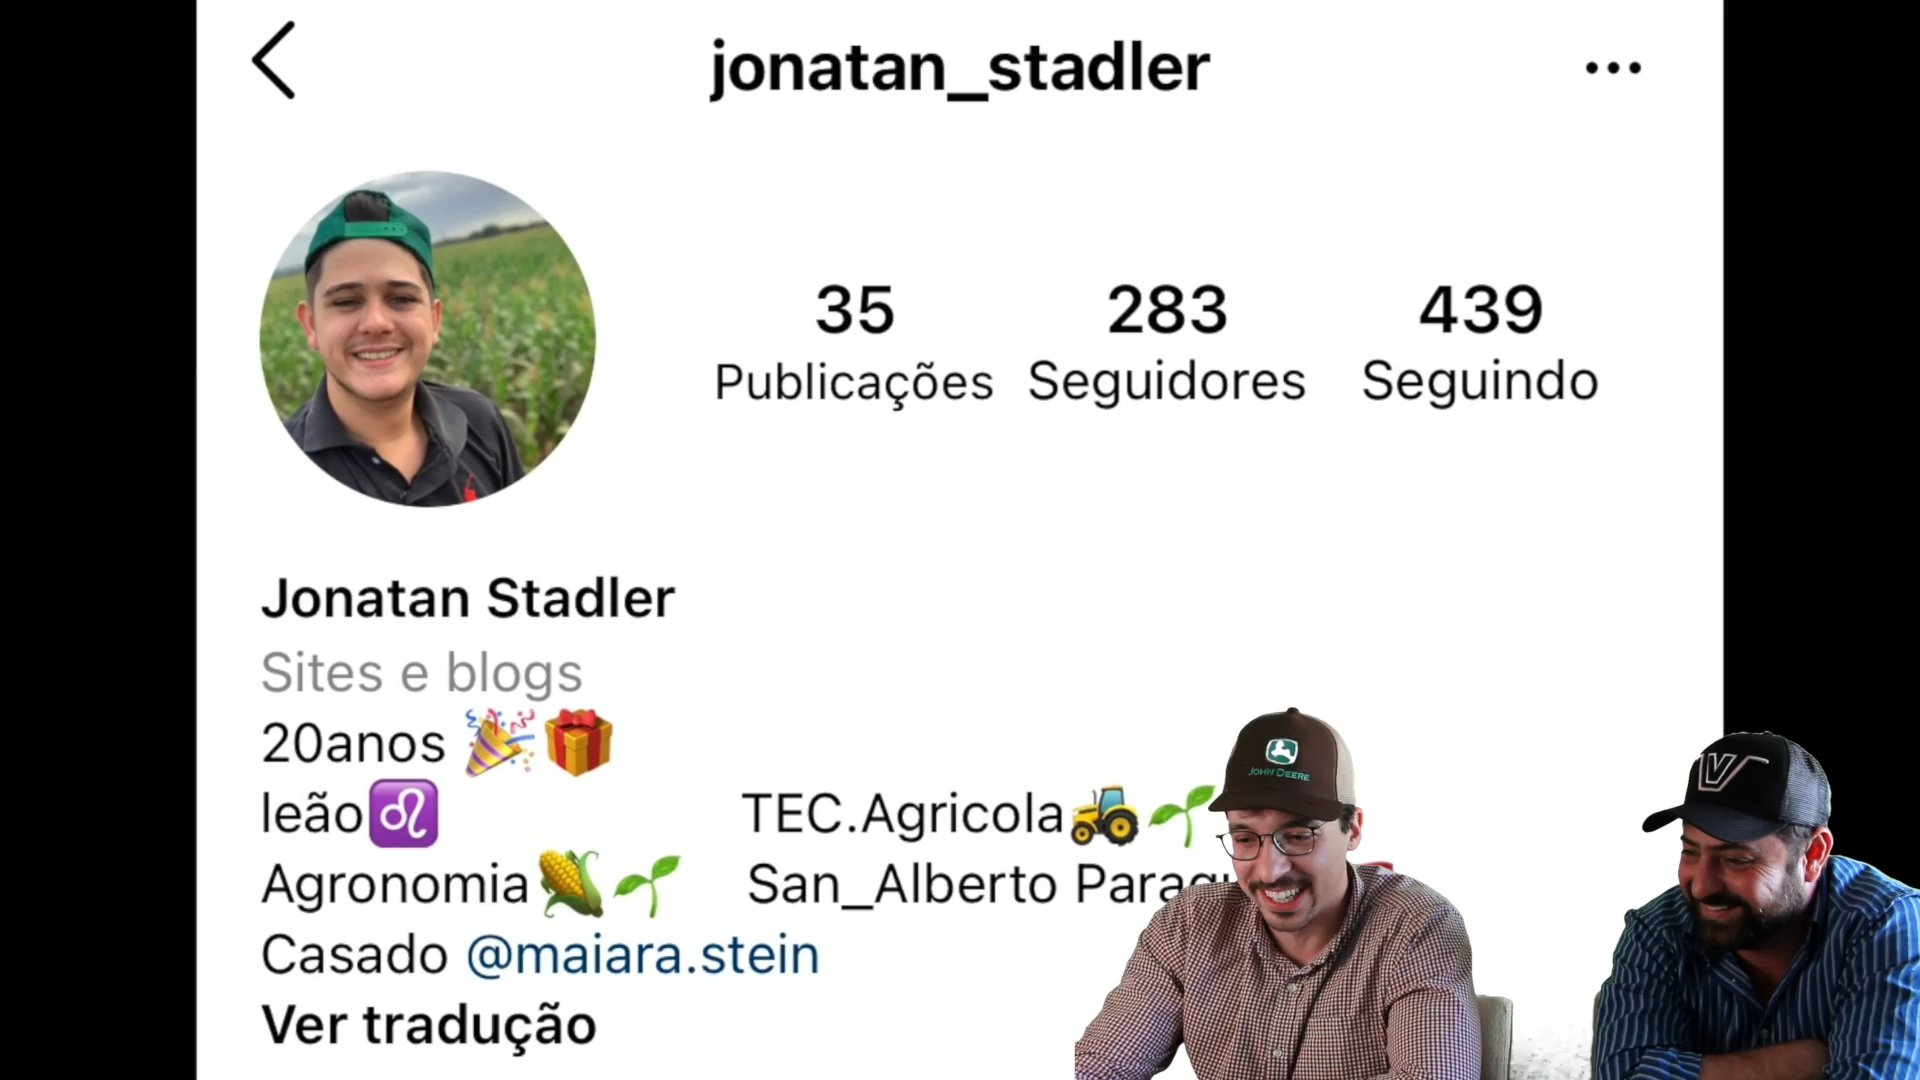 jonatan_stadler
35 283 439
Publicações Seguidores Seguindo
Jonatan Stadler
Sites e blogs
20anos 🎉🎁
leão♌ TEC.Agricola🚜🌱
Agronomia🌽🌱 San_Alberto
Casado @maiara.stein
Ver tradução
JOHN DEERE